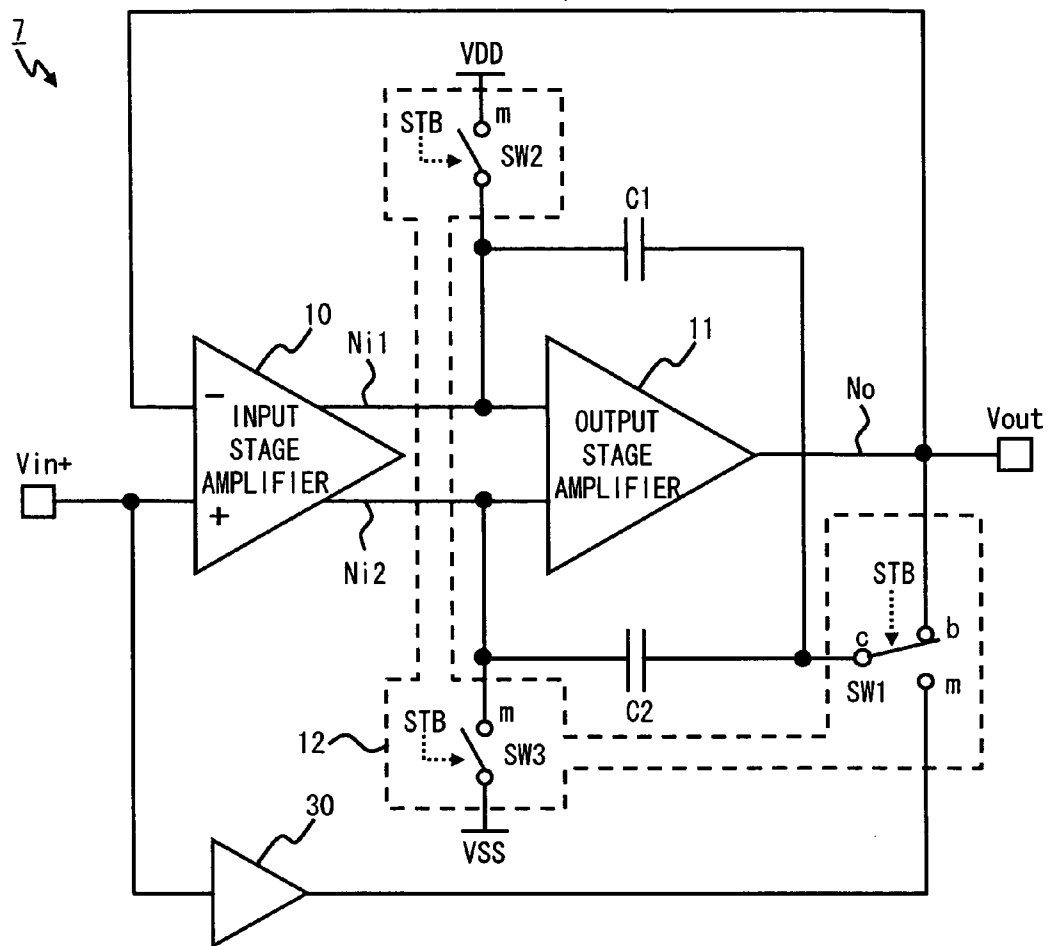 7
VDD
STB
m
SW2
C1
10
Ni1
11
No
−
INPUT
STAGE
AMPLIFIER
+
OUTPUT
STAGE
AMPLIFIER
Vout
Vin+
Ni2
STB
c
b
SW1
m
C2
12
STB
m
SW3
VSS
30